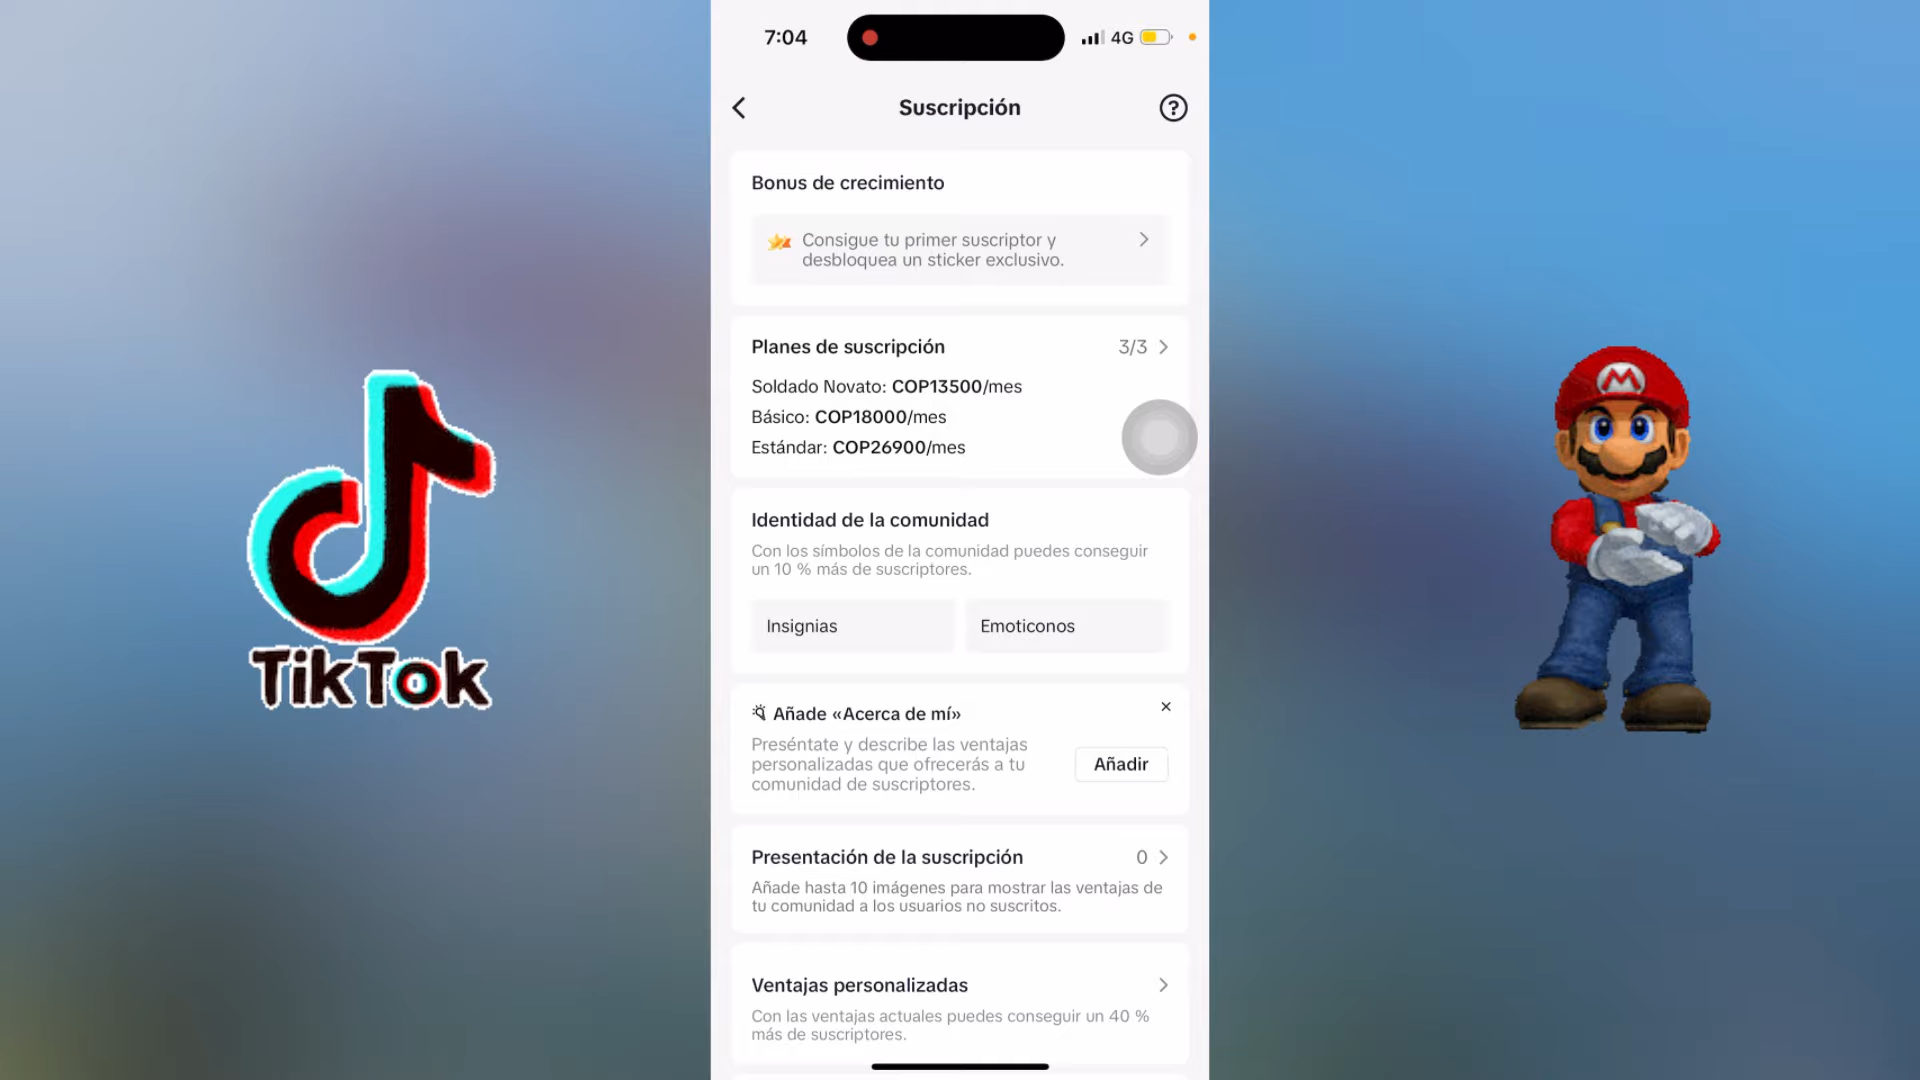 7:04
4G
Suscripción
Bonus de crecimiento
Consigue tu primer suscriptor y
desbloquea un sticker exclusivo.
Planes de suscripción
3/3
Soldado Novato: COP13500/mes
Básico: COP18000/mes
Estándar: COP26900/mes
Identidad de la comunidad
Con los símbolos de la comunidad puedes conseguir
un 10 % más de suscriptores.
Insignias
Emoticonos
Añade «Acerca de mí»
Preséntate y describe las ventajas
personalizadas que ofrecerás a tu
comunidad de suscriptores.
Añadir
Presentación de la suscripción
0
Añade hasta 10 imágenes para mostrar las ventajas de
tu comunidad a los usuarios no suscritos.
Ventajas personalizadas
Con las ventajas actuales puedes conseguir un 40 %
más de suscriptores.
TikTok
M